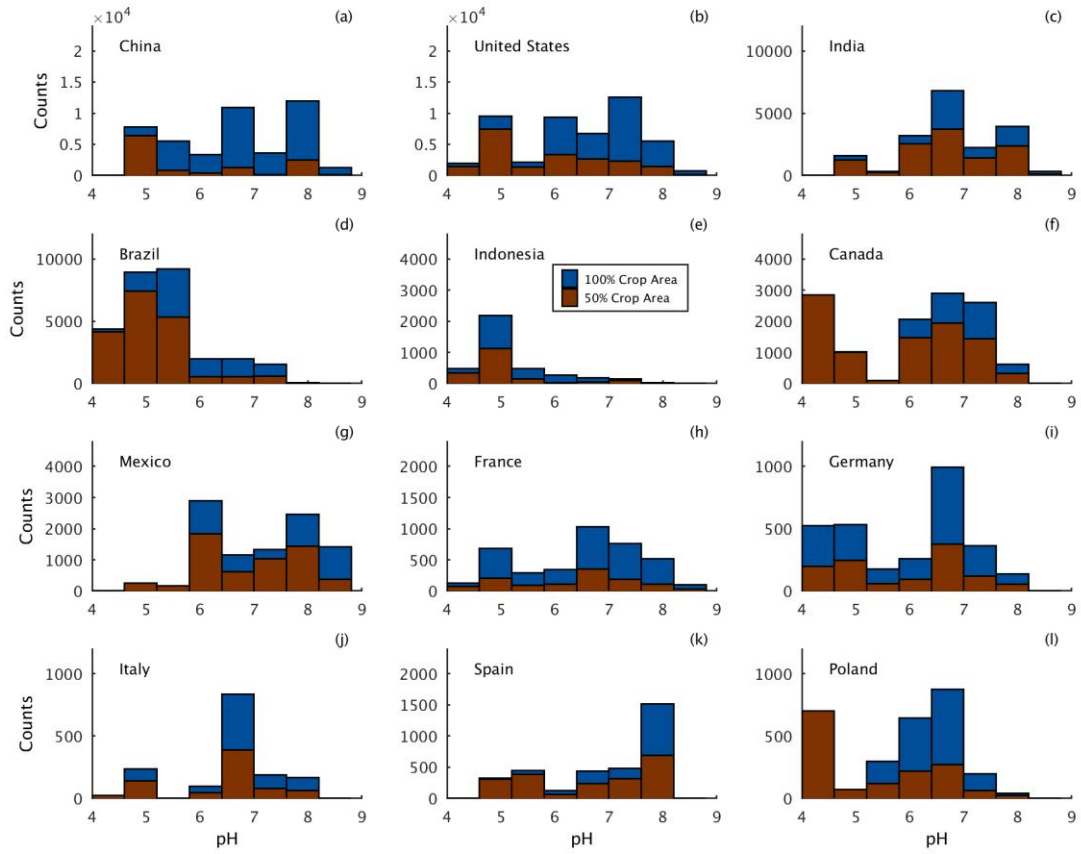 ×10⁴ (a)
China
2
1.5
1
0.5
0
Counts
4 5 6 7 8 9
×10⁴ (b)
United States
2
1.5
1
0.5
0
4 5 6 7 8 9
(c)
India
10000
5000
0
4 5 6 7 8 9
(d)
Brazil
10000
5000
0
Counts
4 5 6 7 8 9
(e)
Indonesia
100% Crop Area
50% Crop Area
4000
3000
2000
1000
0
4 5 6 7 8 9
(f)
Canada
4000
3000
2000
1000
0
4 5 6 7 8 9
(g)
Mexico
4000
3000
2000
1000
0
Counts
4 5 6 7 8 9
(h)
France
2000
1500
1000
500
0
4 5 6 7 8 9
(i)
Germany
1000
500
0
4 5 6 7 8 9
(j)
Italy
1000
500
0
Counts
4 5 6 7 8 9
pH
(k)
Spain
2000
1500
1000
500
0
4 5 6 7 8 9
pH
(l)
Poland
1000
500
0
4 5 6 7 8 9
pH